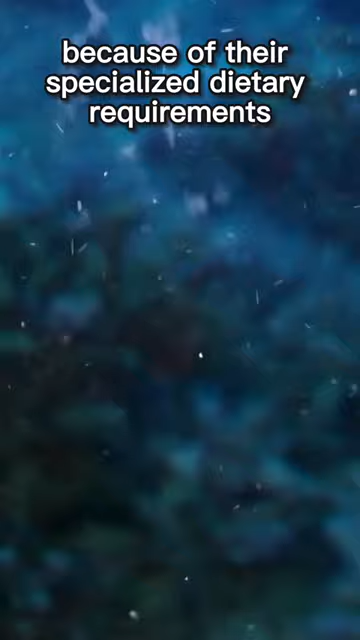 because of their
specialized dietary
requirements